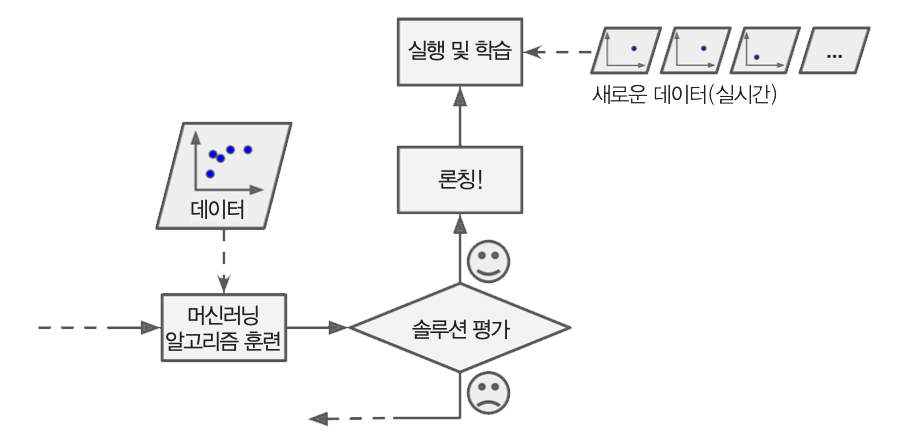 실행 및 학습
...
새로운 데이터(실시간)
론칭!
데이터
머신러닝
알고리즘 훈련
솔루션 평가